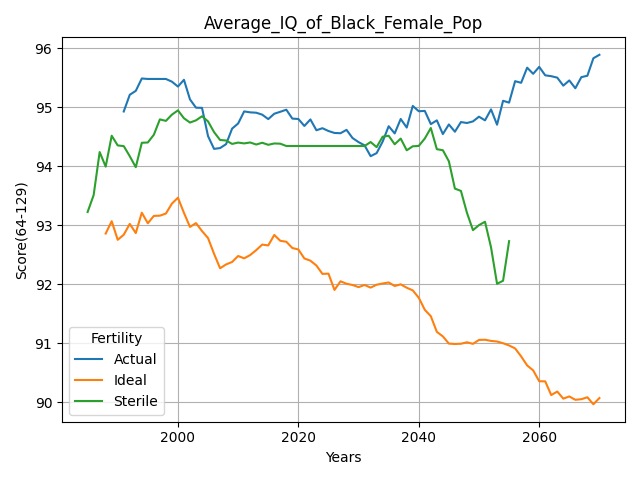 Average_IQ_of_Black_Female_Pop
Score(64-129)
96
95
94
93
92
91
90
Fertility
Actual
Ideal
Sterile
2000 2020 2040 2060
Years